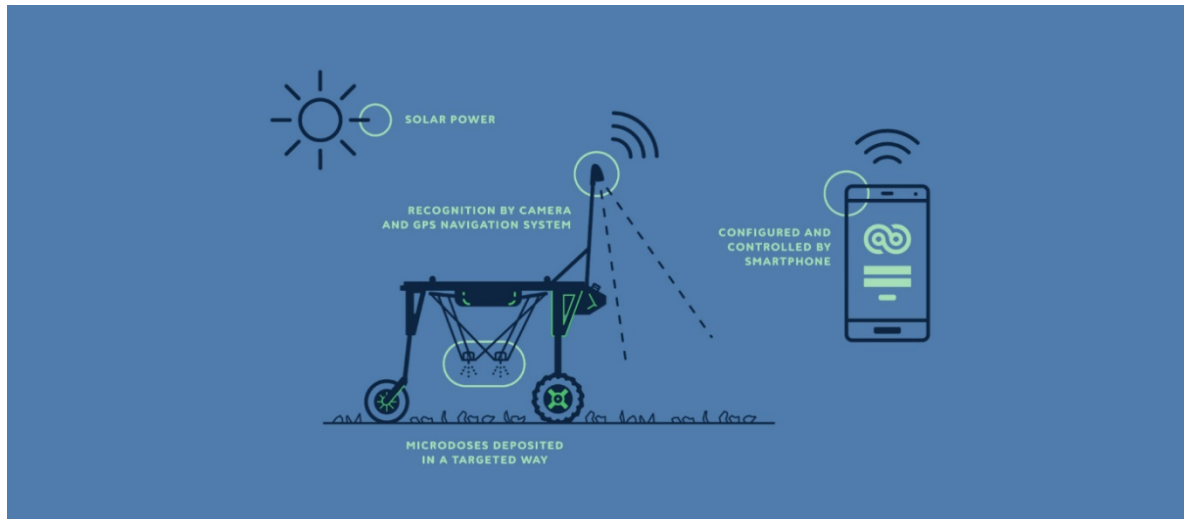 SOLAR POWER
RECOGNITION BY CAMERA
AND GPS NAVIGATION SYSTEM
CONFIGURED AND
CONTROLLED BY
SMARTPHONE
MICRODOSES DEPOSITED
IN A TARGETED WAY